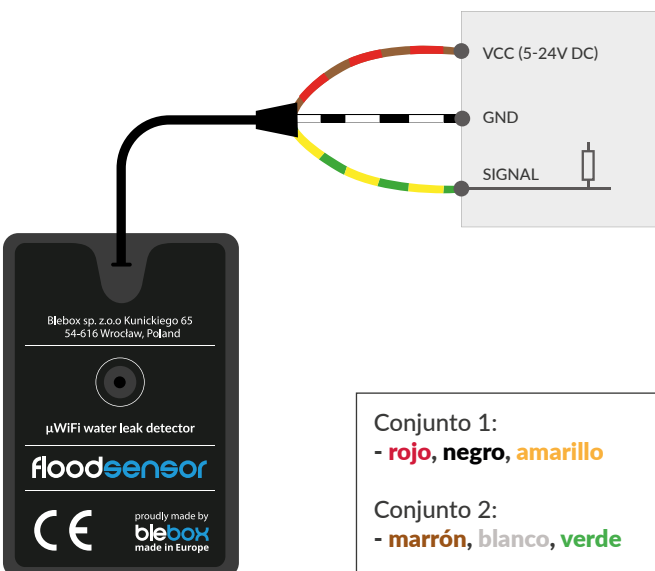 VCC (5-24V DC)
GND
SIGNAL
Blebox sp. z.o.o Kunickiego 65
54-616 Wrocław, Poland
µWiFi water leak detector
floodsensor
CE
proudly made by
blebox
made in Europe
Conjunto 1:
- rojo, negro, amarillo
Conjunto 2:
- marrón, blanco, verde